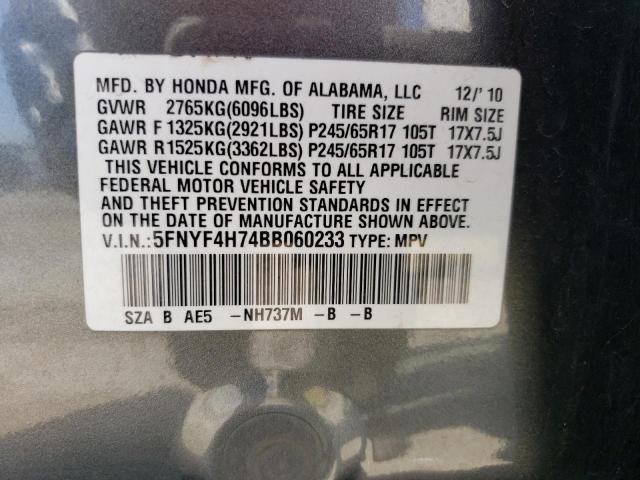 MFD. BY HONDA MFG. OF ALABAMA, LLC 12/'10
GVWR 2765KG(6096LBS) TIRE SIZE RIM SIZE
GAWR F 1325KG(2921LBS) P245/65R17 105T 17X7.5J
GAWR R 1525KG(3362LBS) P245/65R17 105T 17X7.5J
THIS VEHICLE CONFORMS TO ALL APPLICABLE
FEDERAL MOTOR VEHICLE SAFETY
AND THEFT PREVENTION STANDARDS IN EFFECT
ON THE DATE OF MANUFACTURE SHOWN ABOVE.
V.I.N.:5FNYF4H74BB060233 TYPE: MPV
SZA B AE5 -NH737M -B -B